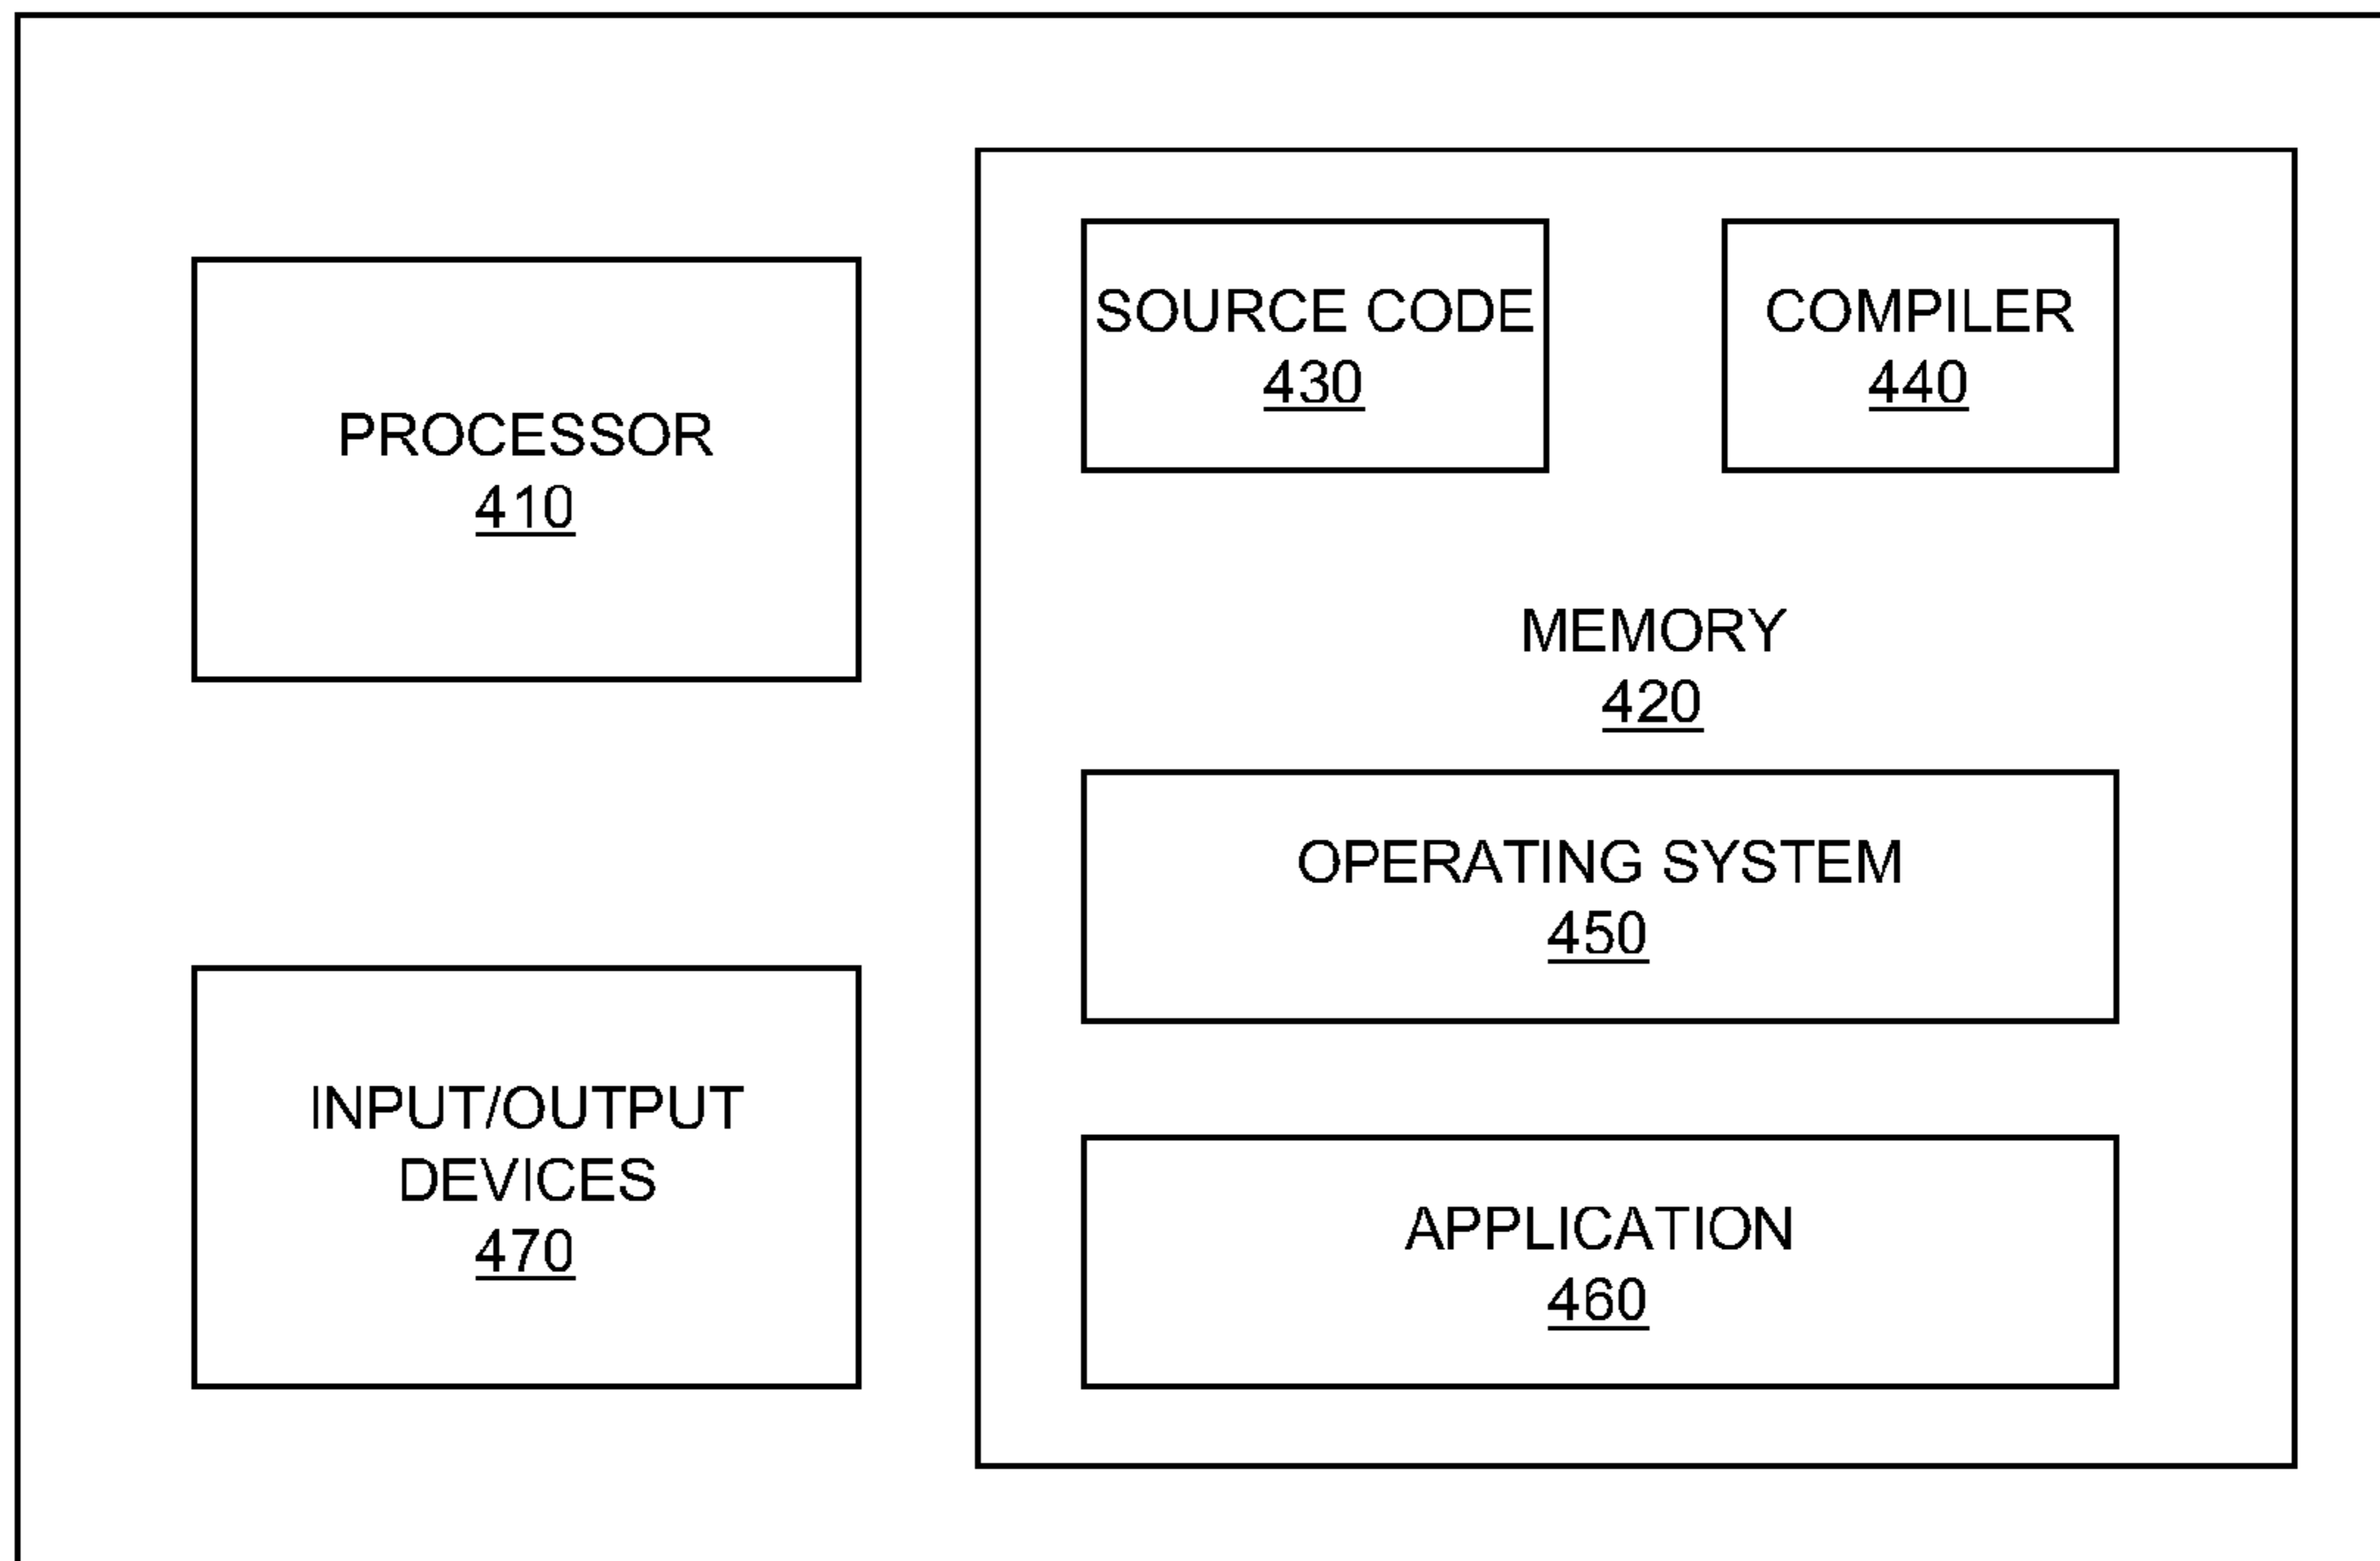 PROCESSOR
410
INPUT/OUTPUT
DEVICES
470
SOURCE CODE
430
COMPILER
440
MEMORY
420
OPERATING SYSTEM
450
APPLICATION
460